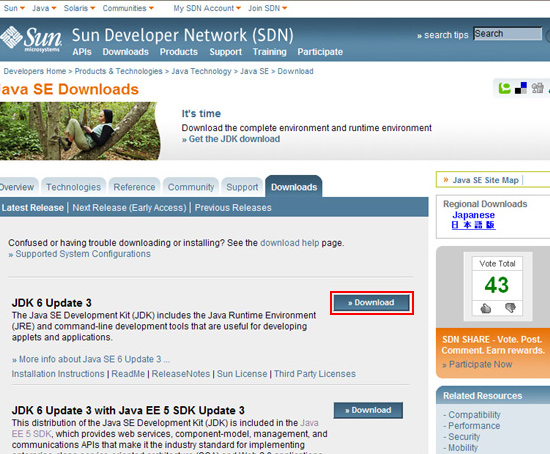 Sun Java Solaris Communities My SDN Account Join SDN
Sun microsystems
Sun Developer Network (SDN)
» search tips Search
APIs Downloads Products Support Training Participate
Developers Home > Products & Technologies > Java Technology > Java SE > Download
Java SE Downloads
It's time
Download the complete environment and runtime environment
» Get the JDK download
Overview Technologies Reference Community Support Downloads
Latest Release | Next Release (Early Access) | Previous Releases
Confused or having trouble downloading or installing? See the download help page.
» Supported System Configurations
JDK 6 Update 3
» Download
The Java SE Development Kit (JDK) includes the Java Runtime Environment
(JRE) and command-line development tools that are useful for developing
applets and applications.
» More info about Java SE 6 Update 3 ...
Installation Instructions | ReadMe | ReleaseNotes | Sun License | Third Party Licenses
JDK 6 Update 3 with Java EE 5 SDK Update 3
» Download
This distribution of the Java SE Development Kit (JDK) is included in the Java
EE 5 SDK, which provides web services, component-model, management, and
communications APIs that make it the industry standard for implementing
» Java SE Site Map
Regional Downloads
Japanese
日本語版
Vote Total
43
SDN SHARE - Vote. Post.
Comment. Earn rewards.
» Participate Now
Related Resources
- Compatibility
- Performance
- Security
- Mobility